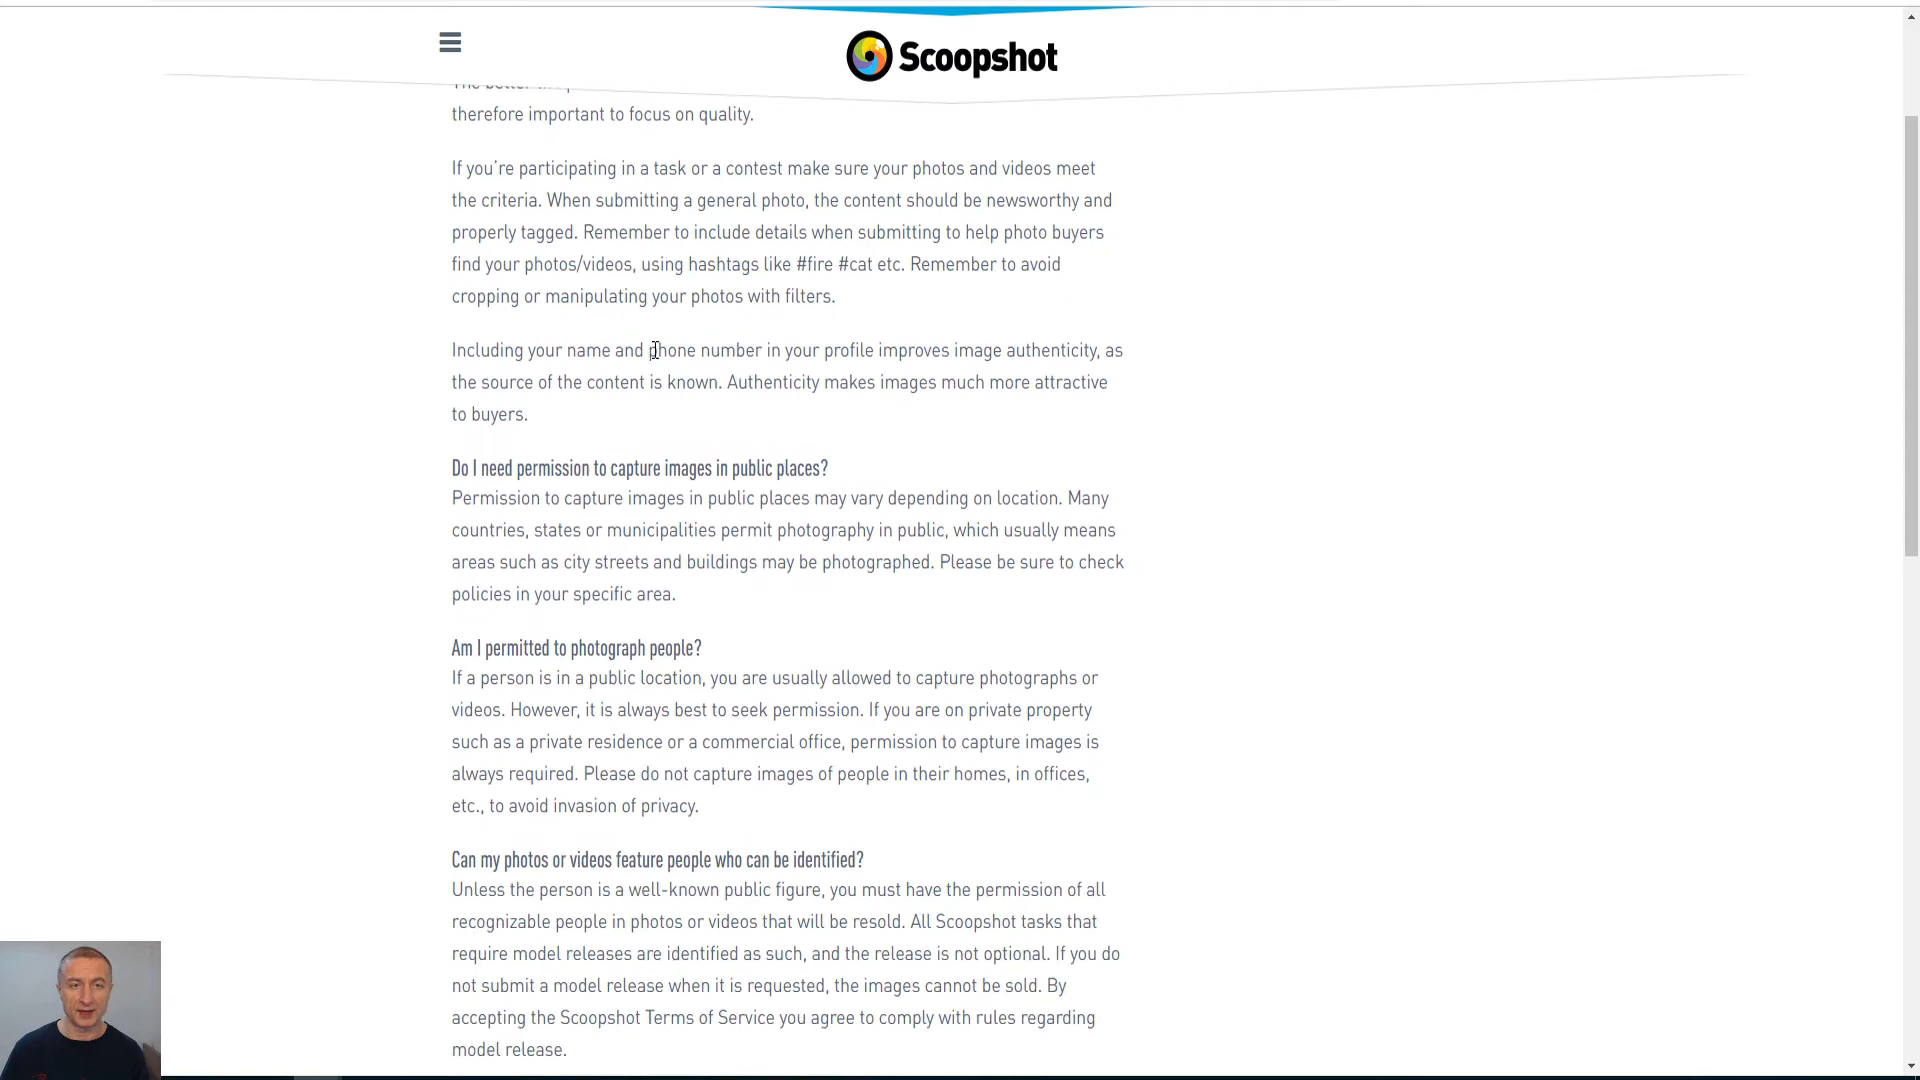 Scoopshot
therefore important to focus on quality.
If you're participating in a task or a contest make sure your photos and videos meet
the criteria. When submitting a general photo, the content should be newsworthy and
properly tagged. Remember to include details when submitting to help photo buyers
find your photos/videos, using hashtags like #fire #cat etc. Remember to avoid
cropping or manipulating your photos with filters.
Including your name and phone number in your profile improves image authenticity, as
the source of the content is known. Authenticity makes images much more attractive
to buyers.
Do I need permission to capture images in public places?
Permission to capture images in public places may vary depending on location. Many
countries, states or municipalities permit photography in public, which usually means
areas such as city streets and buildings may be photographed. Please be sure to check
policies in your specific area.
Am I permitted to photograph people?
If a person is in a public location, you are usually allowed to capture photographs or
videos. However, it is always best to seek permission. If you are on private property
such as a private residence or a commercial office, permission to capture images is
always required. Please do not capture images of people in their homes, in offices,
etc., to avoid invasion of privacy.
Can my photos or videos feature people who can be identified?
Unless the person is a well-known public figure, you must have the permission of all
recognizable people in photos or videos that will be resold. All Scoopshot tasks that
require model releases are identified as such, and the release is not optional. If you do
not submit a model release when it is requested, the images cannot be sold. By
accepting the Scoopshot Terms of Service you agree to comply with rules regarding
model release.